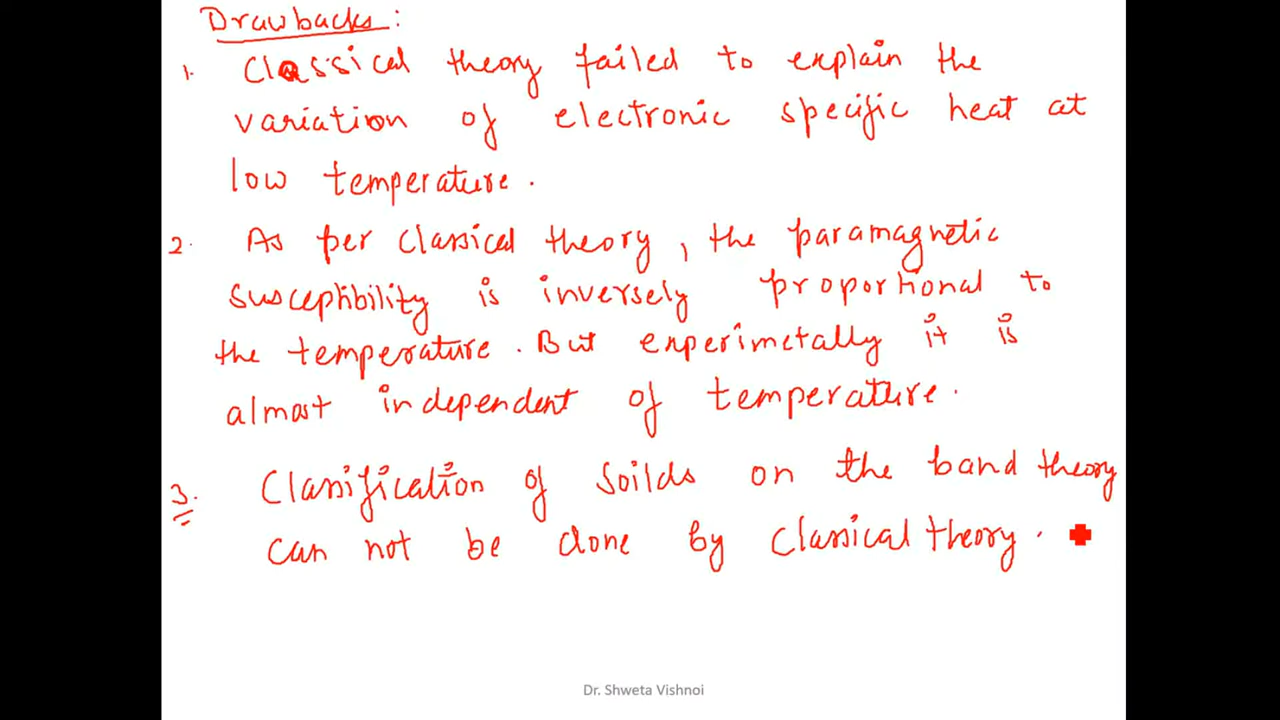 Drawbacks:
1. Classical theory failed to explain the
variation of electronic specific heat at
low temperature.
2. As per classical theory, the paramagnetic
susceptibility is inversely proportional to
the temperature. But experimetally it is
almost independent of temperature.
3. Classification of Soilds on the band theory
can not be done by classical theory.
Dr. Shweta Vishnoi